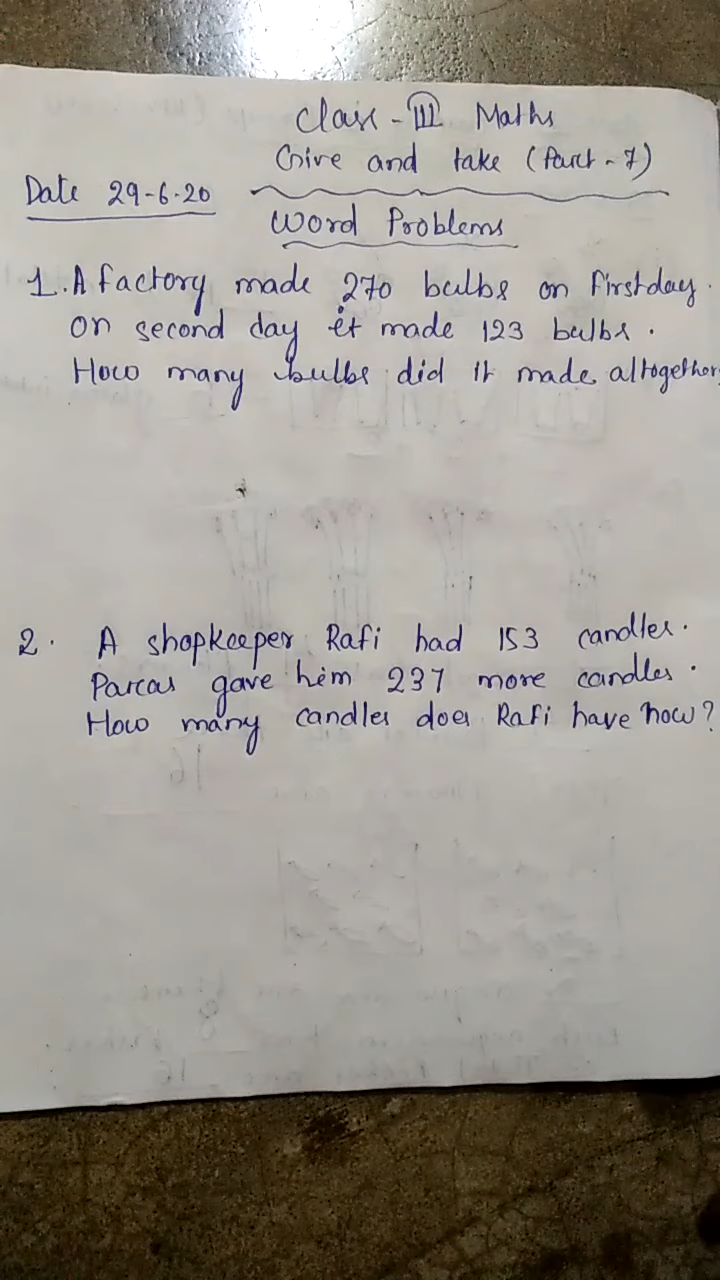 Class - III Maths
Give and take (Part - 7)
Date 29-6-20
Word Problems
1. A factory made 270 bulbs on first day.
on second day it made 123 bulbs.
How many bulbs did it made altogether
2. A shopkeeper Rafi had 153 candles.
Paras gave him 237 more candles.
How many candles does Rafi have now?